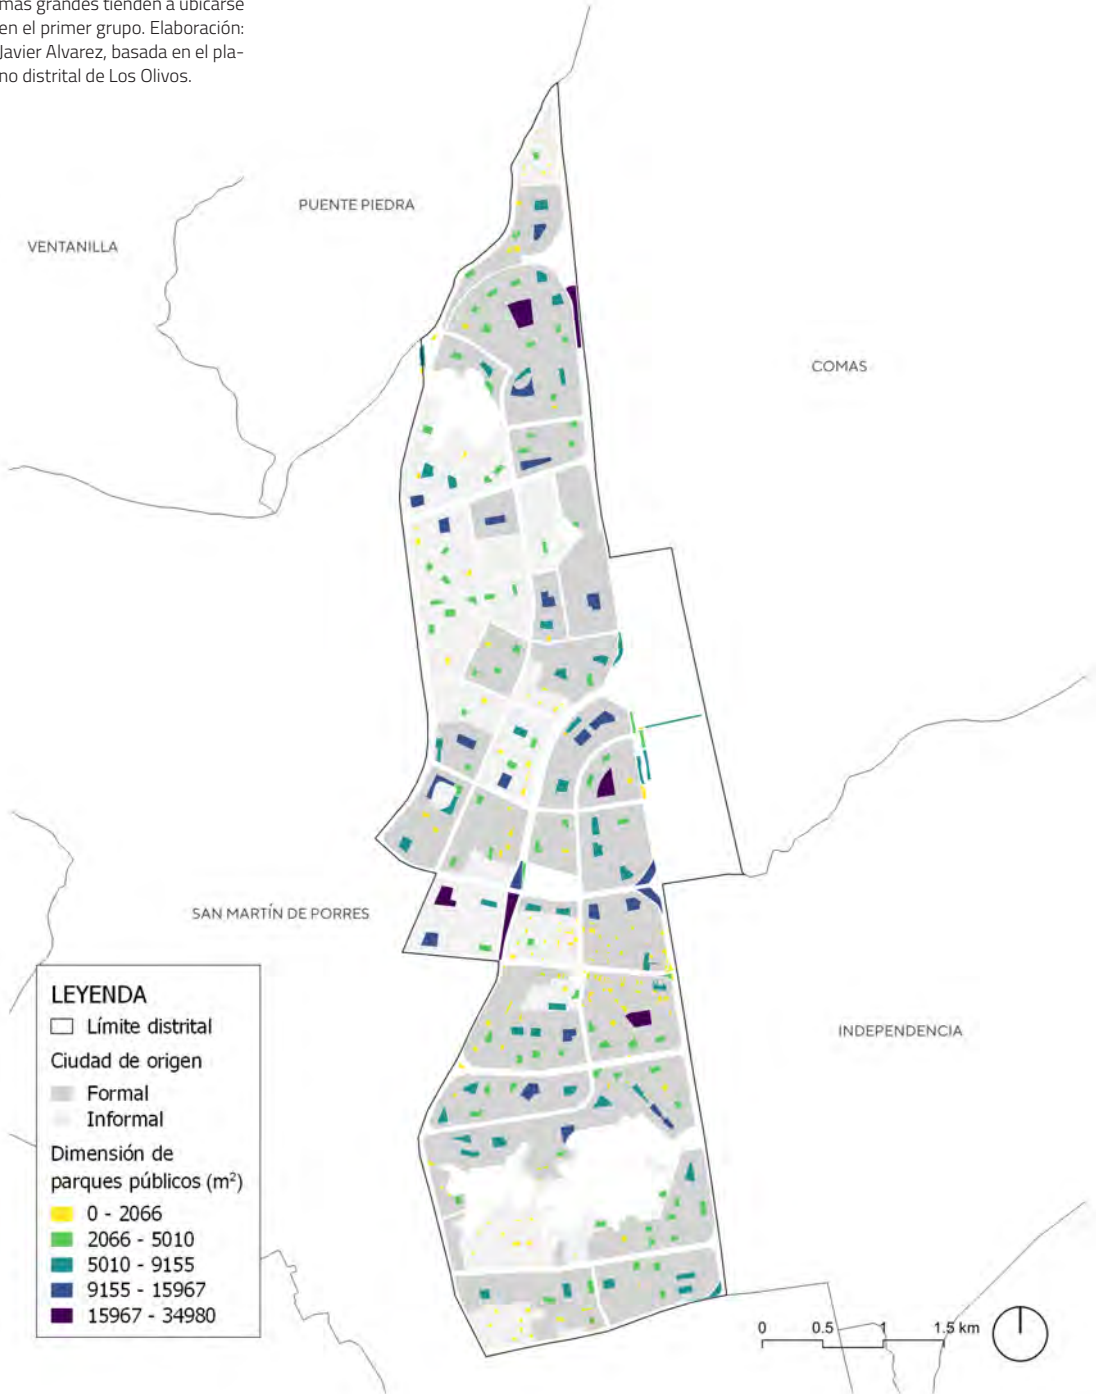 más grandes tienden a ubicarse
en el primer grupo. Elaboración:
Javier Alvarez, basada en el pla-
no distrital de Los Olivos.
PUENTE PIEDRA
VENTANILLA
COMAS
SAN MARTÍN DE PORRES
INDEPENDENCIA
LEYENDA
Límite distrital
Ciudad de origen
Formal
Informal
Dimensión de
parques públicos (m²)
0 - 2066
2066 - 5010
5010 - 9155
9155 - 15967
15967 - 34980
0 0.5 1 1.5 km